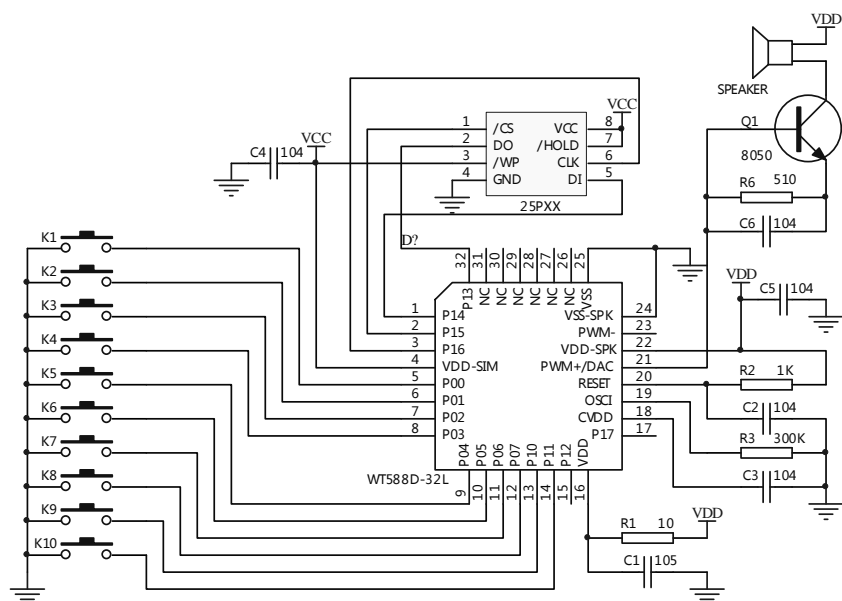 VDD
SPEAKER
Q1
8050
R6 510
C6 104
VCC
VCC
C4 104
1 /CS VCC 8
2 DO /HOLD 7
3 /WP CLK 6
4 GND DI 5
25PXX
D?
32 31 30 29 28 27 26 25
P13 NC NC NC NC NC NC VSS
1 P14 VSS-SPK 24
2 P15 PWM- 23
3 P16 VDD-SPK 22
4 VDD-SIM PWM+/DAC 21
5 P00 RESET 20
6 P01 OSCI 19
7 P02 CVDD 18
8 P03 P17 17
P04 P05 P06 P07 P10 P11 P12 VDD
9 10 11 12 13 14 15 16
WT588D-32L
K1
K2
K3
K4
K5
K6
K7
K8
K9
K10
VDD
C5 104
R2 1K
C2 104
R3 300K
C3 104
VDD
R1 10
C1 105